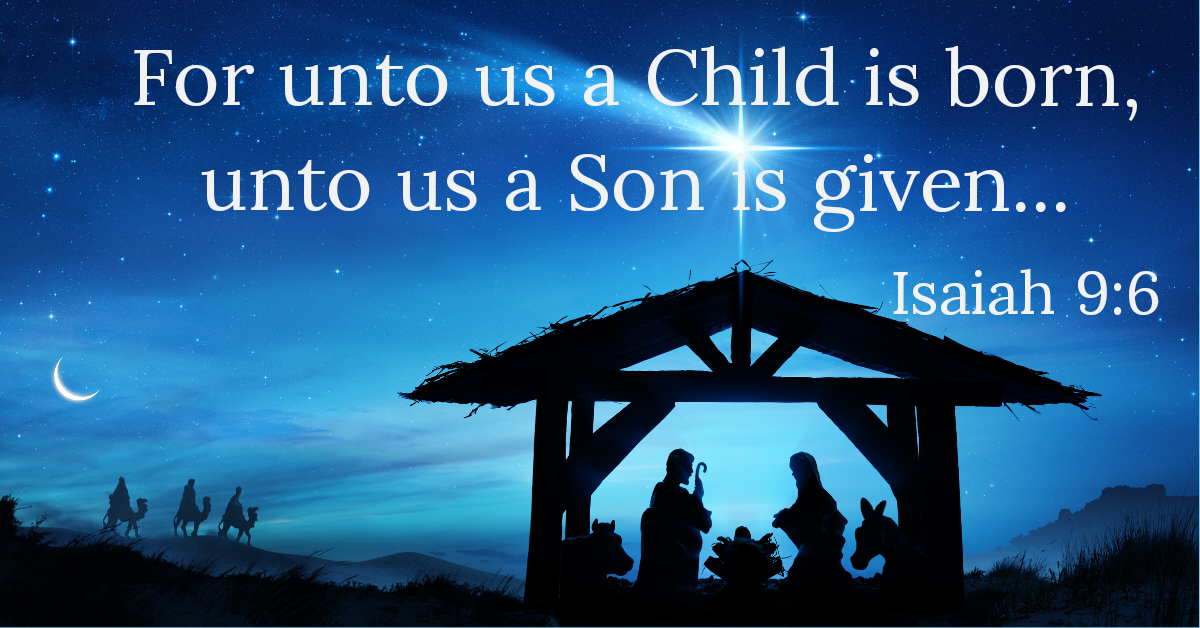 For unto us a Child is born,
unto us a Son is given...
Isaiah 9:6